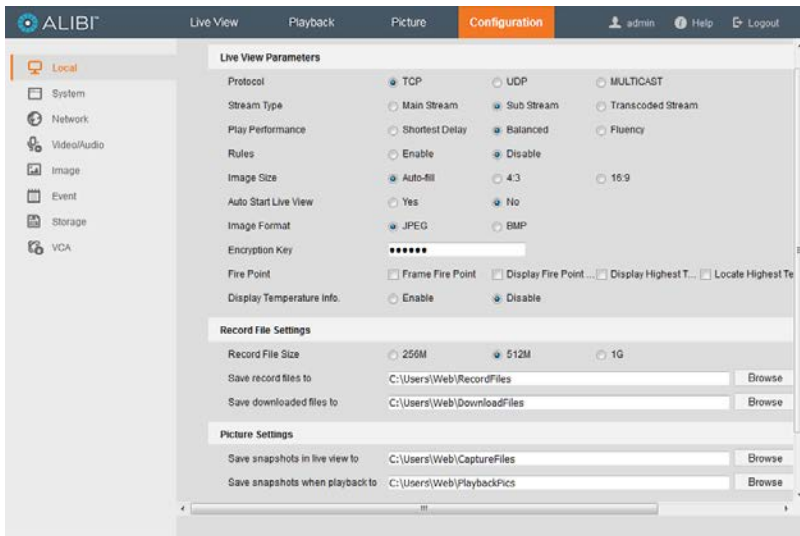 ALIBI™
Live View Playback Picture Configuration admin Help Logout
Local
System
Network
Video/Audio
Image
Event
Storage
VCA
Live View Parameters
Protocol TCP UDP MULTICAST
Stream Type Main Stream Sub Stream Transcoded Stream
Play Performance Shortest Delay Balanced Fluency
Rules Enable Disable
Image Size Auto-fill 4:3 16:9
Auto Start Live View Yes No
Image Format JPEG BMP
Encryption Key ••••••
Fire Point Frame Fire Point Display Fire Point ... Display Highest T... Locate Highest Te
Display Temperature Info. Enable Disable
Record File Settings
Record File Size 256M 512M 1G
Save record files to C:\Users\Web\RecordFiles Browse
Save downloaded files to C:\Users\Web\DownloadFiles Browse
Picture Settings
Save snapshots in live view to C:\Users\Web\CaptureFiles Browse
Save snapshots when playback to C:\Users\Web\PlaybackPics Browse